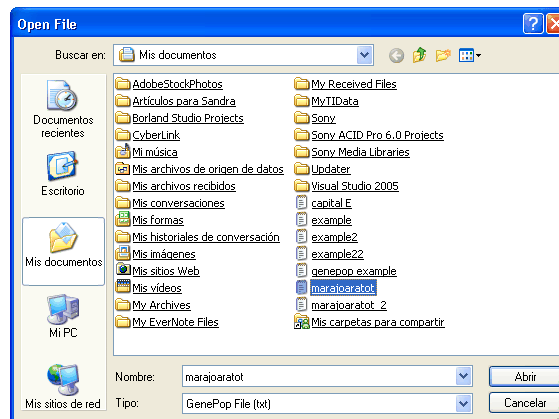 Open File
Buscar en: Mis documentos
Documentos recientes
Escritorio
Mis documentos
Mi PC
Mis sitios de red
AdobeStockPhotos
Artículos para Sandra
Borland Studio Projects
CyberLink
Mi música
Mis archivos de origen de datos
Mis archivos recibidos
Mis conversaciones
Mis formas
Mis historiales de conversación
Mis imágenes
Mis sitios Web
Mis vídeos
My Archives
My EverNote Files
My Received Files
MyTIData
Sony
Sony ACID Pro 6.0 Projects
Sony Media Libraries
Updater
Visual Studio 2005
capital E
example
example2
example22
genepop example
marajoaratot
marajoaratot_2
Mis carpetas para compartir
Nombre: marajoaratot Abrir
Tipo: GenePop File (txt) Cancelar